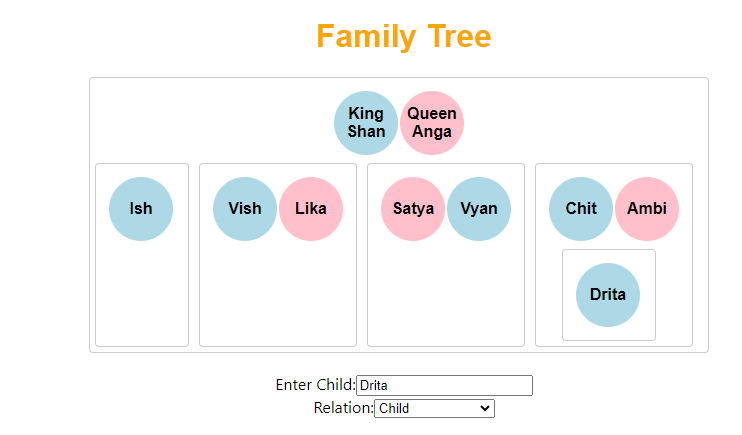 Family Tree
King Queen
Shan Anga
Ish Vish Lika Satya Vyan Chit Ambi
Drita
Enter Child: Drita
Relation: Child